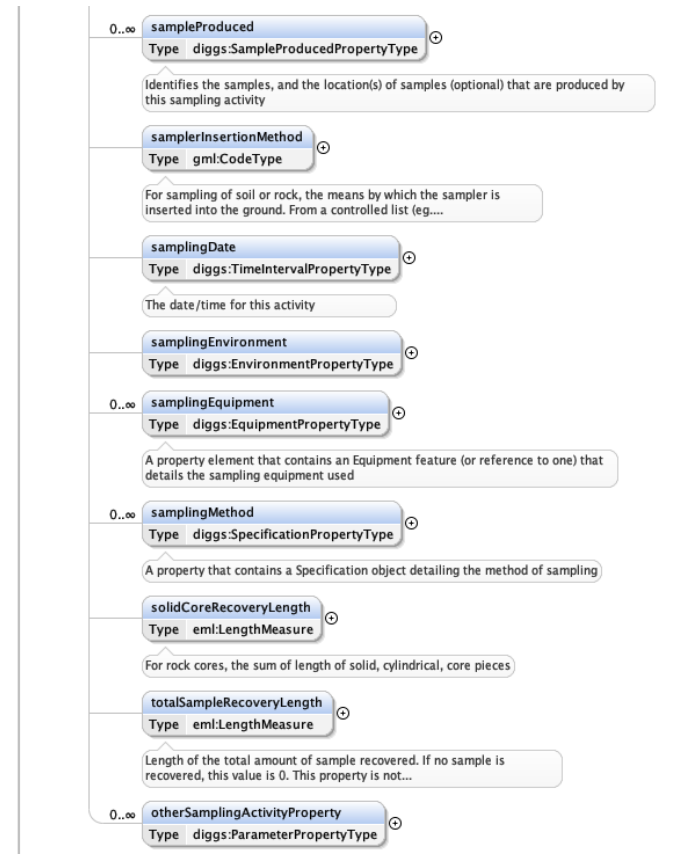 0..∞ sampleProduced
Type diggs:SampleProducedPropertyType
Identifies the samples, and the location(s) of samples (optional) that are produced by
this sampling activity
samplerInsertionMethod
Type gml:CodeType
For sampling of soil or rock, the means by which the sampler is
inserted into the ground. From a controlled list (eg....
samplingDate
Type diggs:TimeIntervalPropertyType
The date/time for this activity
samplingEnvironment
Type diggs:EnvironmentPropertyType
0..∞ samplingEquipment
Type diggs:EquipmentPropertyType
A property element that contains an Equipment feature (or reference to one) that
details the sampling equipment used
0..∞ samplingMethod
Type diggs:SpecificationPropertyType
A property that contains a Specification object detailing the method of sampling
solidCoreRecoveryLength
Type eml:LengthMeasure
For rock cores, the sum of length of solid, cylindrical, core pieces
totalSampleRecoveryLength
Type eml:LengthMeasure
Length of the total amount of sample recovered. If no sample is
recovered, this value is 0. This property is not...
0..∞ otherSamplingActivityProperty
Type diggs:ParameterPropertyType